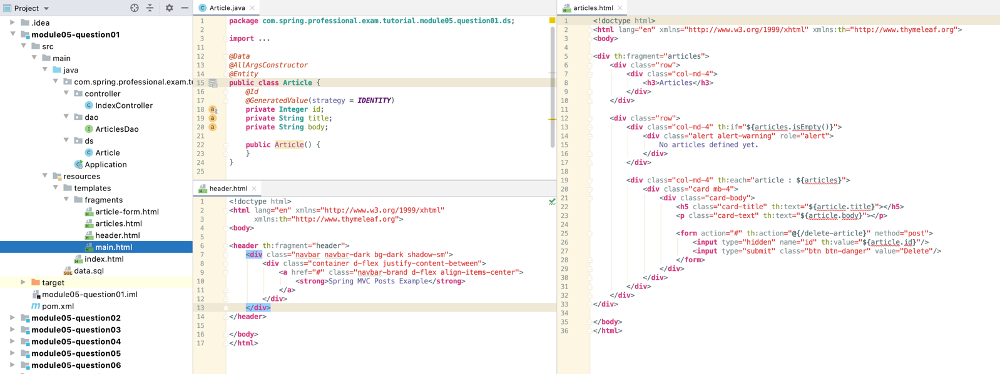 Project
.idea
module05-question01
src
main
java
com.spring.professional.exam.tu
controller
IndexController
dao
ArticlesDao
ds
Article
Application
resources
templates
fragments
article-form.html
articles.html
header.html
main.html
index.html
data.sql
target
module05-question01.iml
pom.xml
module05-question02
module05-question03
module05-question04
module05-question05
module05-question06
Article.java
1 package com.spring.professional.exam.tutorial.module05.question01.ds;
2
3 import ...
11
12 @Data
13 @AllArgsConstructor
14 @Entity
15 public class Article {
16 @Id
17 @GeneratedValue(strategy = IDENTITY)
18 private Integer id;
19 private String title;
20 private String body;
21
22 public Article() {
23 }
24 }
25
header.html
1 <!doctype html>
2 <html lang="en" xmlns="http://www.w3.org/1999/xhtml"
3 xmlns:th="http://www.thymeleaf.org">
4 <body>
5
6 <header th:fragment="header">
7 <div class="navbar navbar-dark bg-dark shadow-sm">
8 <div class="container d-flex justify-content-between">
9 <a href="#" class="navbar-brand d-flex align-items-center">
10 <strong>Spring MVC Posts Example</strong>
11 </a>
12 </div>
13 </div>
14 </header>
15
16 </body>
17 </html>
articles.html
1 <!doctype html>
2 <html lang="en" xmlns="http://www.w3.org/1999/xhtml" xmlns:th="http://www.thymeleaf.org">
3 <body>
4
5 <div th:fragment="articles">
6 <div class="row">
7 <div class="col-md-4">
8 <h3>Articles</h3>
9 </div>
10 </div>
11
12 <div class="row">
13 <div class="col-md-4" th:if="${articles.isEmpty()}">
14 <div class="alert alert-warning" role="alert">
15 No articles defined yet.
16 </div>
17 </div>
18
19 <div class="col-md-4" th:each="article : ${articles}">
20 <div class="card mb-4">
21 <div class="card-body">
22 <h5 class="card-title" th:text="${article.title}"></h5>
23 <p class="card-text" th:text="${article.body}"></p>
24
25 <form action="#" th:action="@{/delete-article}" method="post">
26 <input type="hidden" name="id" th:value="${article.id}"/>
27 <input type="submit" class="btn btn-danger" value="Delete"/>
28 </form>
29 </div>
30 </div>
31 </div>
32 </div>
33 </div>
34
35 </body>
36 </html>